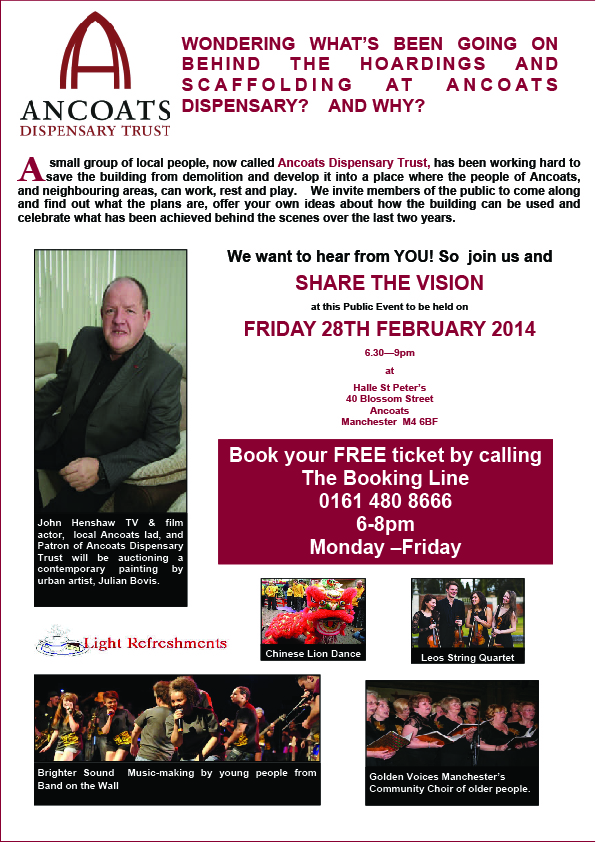 ANCOATS
DISPENSARY TRUST
WONDERING WHAT'S BEEN GOING ON
BEHIND THE HOARDINGS AND
SCAFFOLDING AT ANCOATS
DISPENSARY? AND WHY?
A small group of local people, now called Ancoats Dispensary Trust, has been working hard to
save the building from demolition and develop it into a place where the people of Ancoats,
and neighbouring areas, can work, rest and play. We invite members of the public to come along
and find out what the plans are, offer your own ideas about how the building can be used and
celebrate what has been achieved behind the scenes over the last two years.
We want to hear from YOU! So join us and
SHARE THE VISION
at this Public Event to be held on
FRIDAY 28TH FEBRUARY 2014
6.30—9pm
at
Halle St Peter's
40 Blossom Street
Ancoats
Manchester M4 6BF
Book your FREE ticket by calling
The Booking Line
0161 480 8666
6-8pm
Monday –Friday
John Henshaw TV & film
actor, local Ancoats lad, and
Patron of Ancoats Dispensary
Trust will be auctioning a
contemporary painting by
urban artist, Julian Bovis.
Light Refreshments
Chinese Lion Dance
Leos String Quartet
Brighter Sound Music-making by young people from
Band on the Wall
Golden Voices Manchester's
Community Choir of older people.